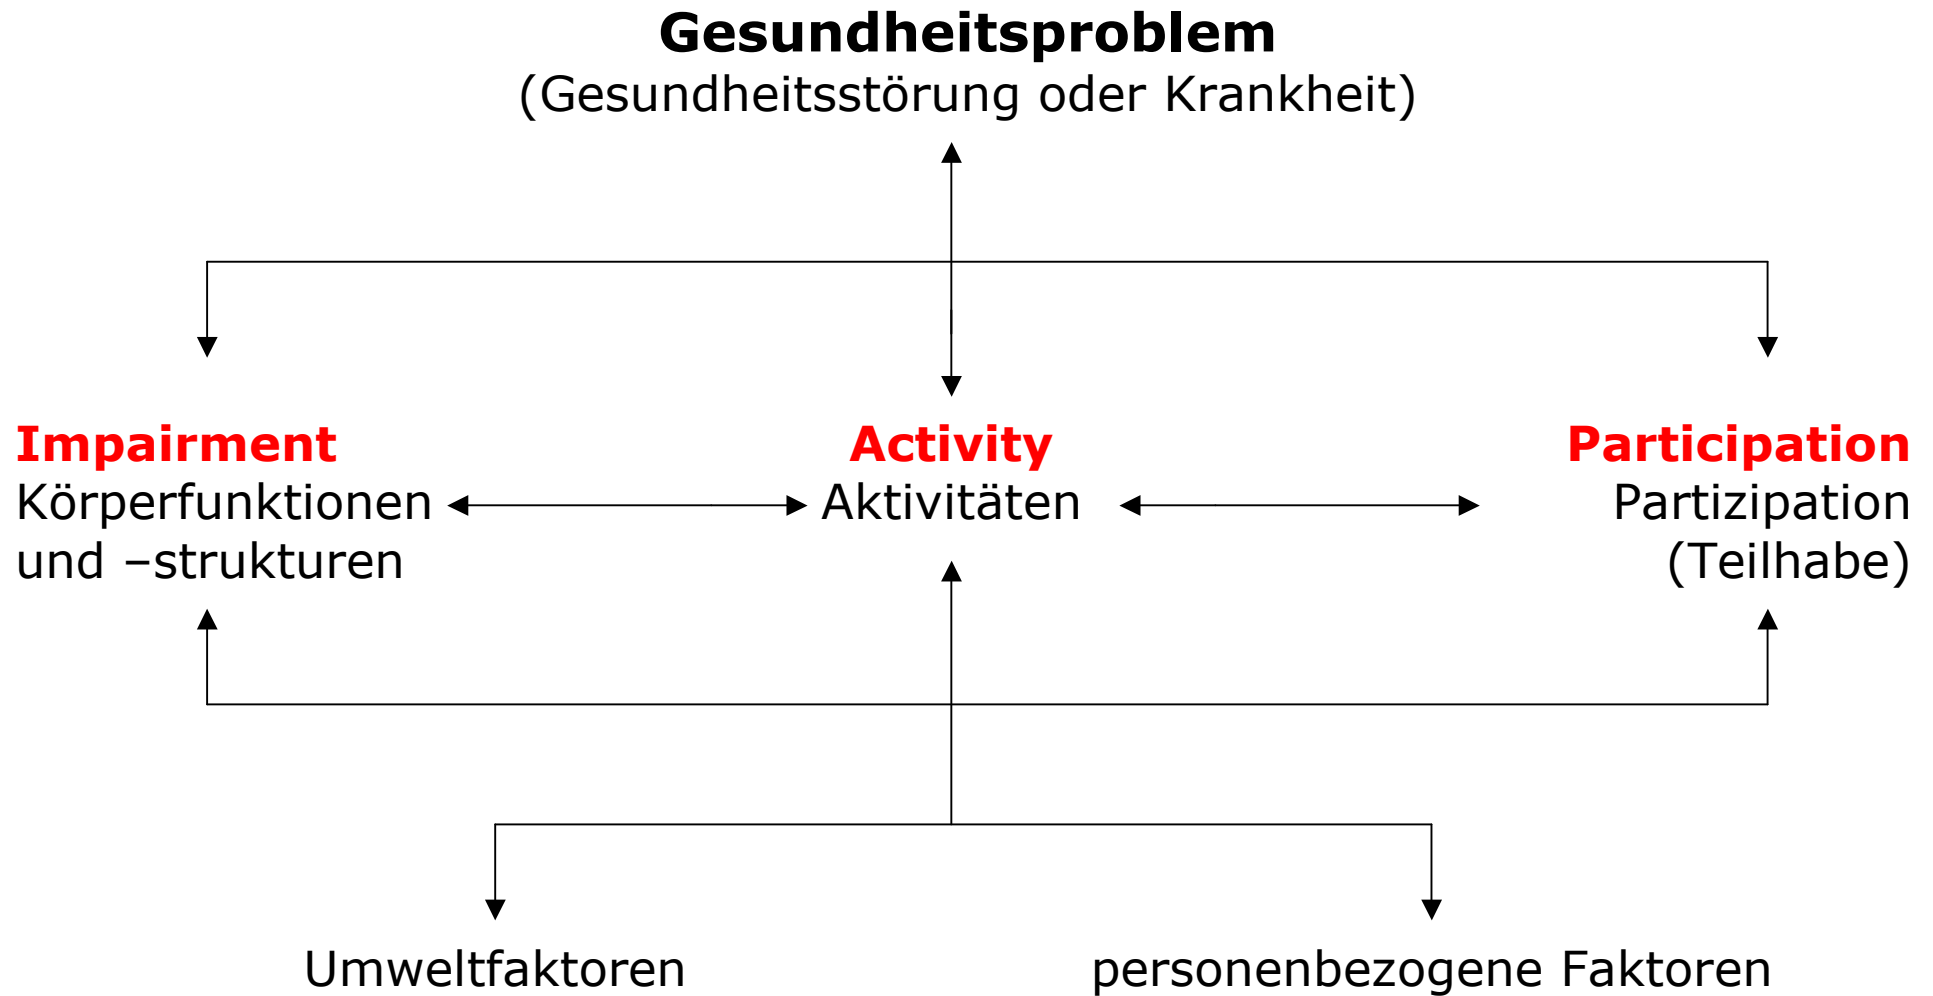 Gesundheitsproblem
(Gesundheitsstörung oder Krankheit)
Impairment
Körperfunktionen
und –strukturen
Activity
Aktivitäten
Participation
Partizipation
(Teilhabe)
Umweltfaktoren
personenbezogene Faktoren